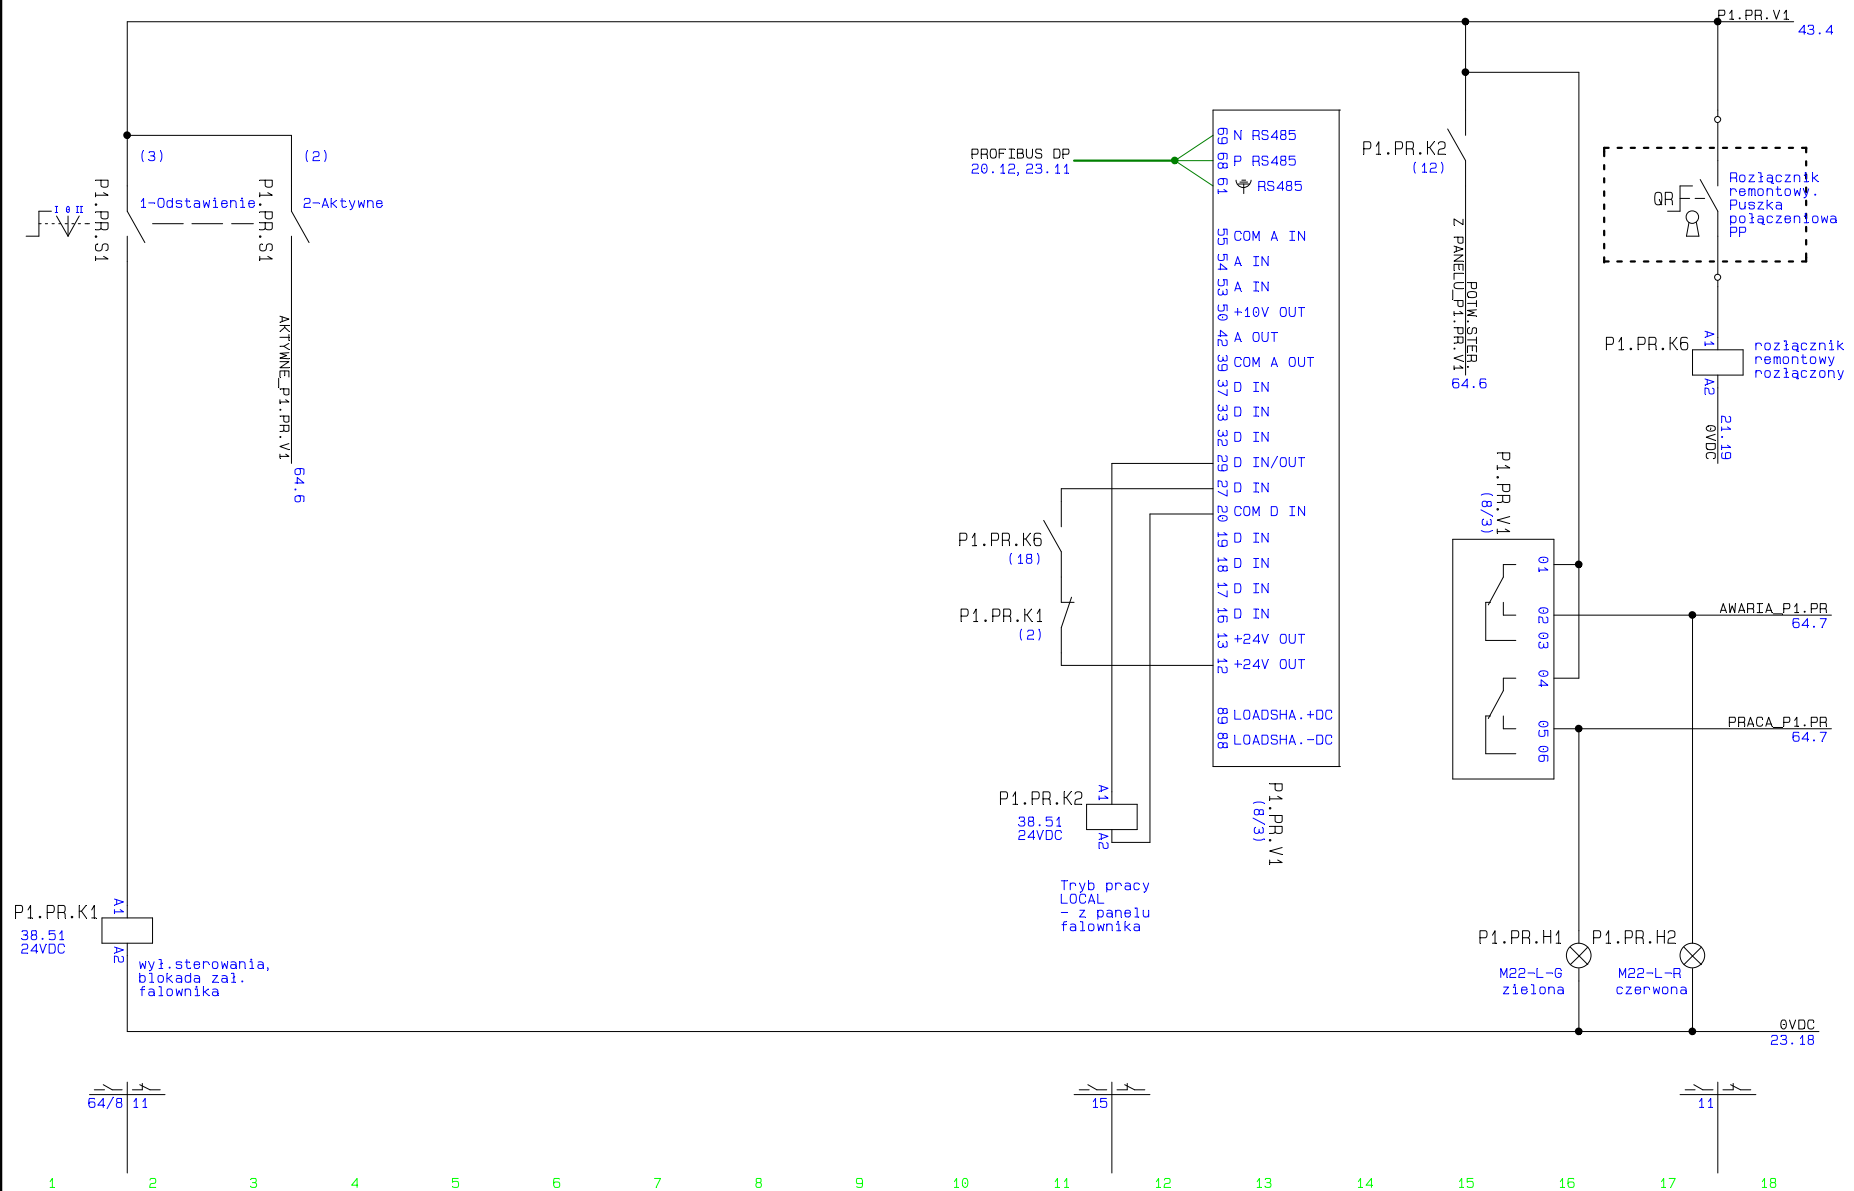 P1.PR.V1
43.4
(3)
(2)
P1.PR.S1
I 0 II
1-Odstawienie
P1.PR.S1
2-Aktywne
AKTYWNE_P1.PR.V1
64.6
P1.PR.K1
38.51
24VDC
A1
A2
wył.sterowania,
blokada zał.
falownika
PROFIBUS DP
20.12,23.11
69 N RS485
68 P RS485
61 RS485
55 COM A IN
54 A IN
53 A IN
50 +10V OUT
42 A OUT
39 COM A OUT
37 D IN
33 D IN
32 D IN
29 D IN/OUT
27 D IN
20 COM D IN
19 D IN
18 D IN
17 D IN
16 D IN
13 +24V OUT
12 +24V OUT
89 LOADSHA.+DC
88 LOADSHA.-DC
P1.PR.V1
(8/3)
P1.PR.K6
(18)
P1.PR.K1
(2)
P1.PR.K2
38.51
24VDC
A1
A2
Tryb pracy
LOCAL
- z panelu
falownika
P1.PR.K2
(12)
POTW.STER.
Z PANELU_P1.PR.V1
64.6
P1.PR.V1
(8/3)
01
02
03
04
05
06
QR
Rozłącznik
remontowy.
Puszka
połączeniowa
PP
P1.PR.K6
A1
A2
rozłącznik
remontowy
rozłączony
21.19
0VDC
AWARIA_P1.PR
64.7
PRACA_P1.PR
64.7
P1.PR.H1
M22-L-G
zielona
P1.PR.H2
M22-L-R
czerwona
0VDC
23.18
64/8 11
15
11
1 2 3 4 5 6 7 8 9 10 11 12 13 14 15 16 17 18